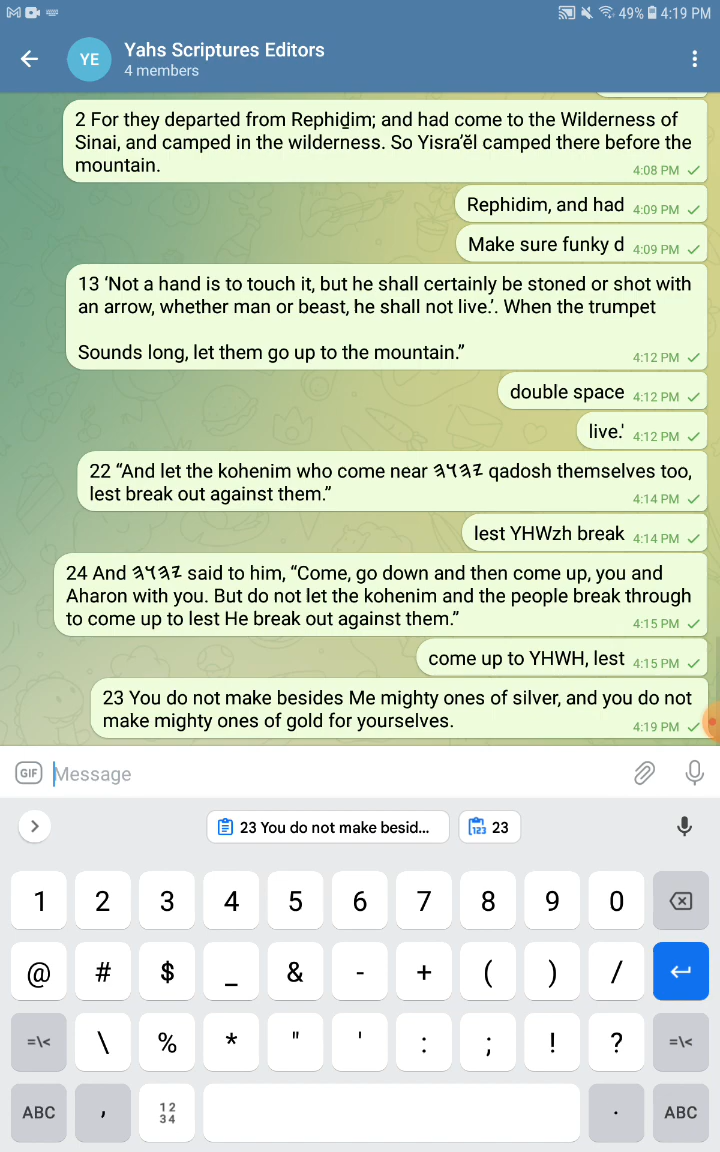 49% 4:19 PM
YE
Yahs Scriptures Editors
4 members
2 For they departed from Rephiḏim; and had come to the Wilderness of
Sinai, and camped in the wilderness. So Yisra’ĕl camped there before the
mountain.
4:08 PM
Rephidim, and had 4:09 PM
Make sure funky d 4:09 PM
13 ‘Not a hand is to touch it, but he shall certainly be stoned or shot with
an arrow, whether man or beast, he shall not live.’. When the trumpet
Sounds long, let them go up to the mountain.”
4:12 PM
double space 4:12 PM
live.' 4:12 PM
22 “And let the kohenim who come near 𐤉𐤄𐤅𐤄 qadosh themselves too,
lest break out against them.”
4:14 PM
lest YHWzh break 4:14 PM
24 And 𐤉𐤄𐤅𐤄 said to him, “Come, go down and then come up, you and
Aharon with you. But do not let the kohenim and the people break through
to come up to lest He break out against them.”
4:15 PM
come up to YHWH, lest 4:15 PM
23 You do not make besides Me mighty ones of silver, and you do not
make mighty ones of gold for yourselves.
4:19 PM
GIF Message
23 You do not make besid... 123 23
1 2 3 4 5 6 7 8 9 0
@ # $ _ & - + ( ) /
=\< \ % * " ' : ; ! ? =\<
ABC , 12 34 . ABC